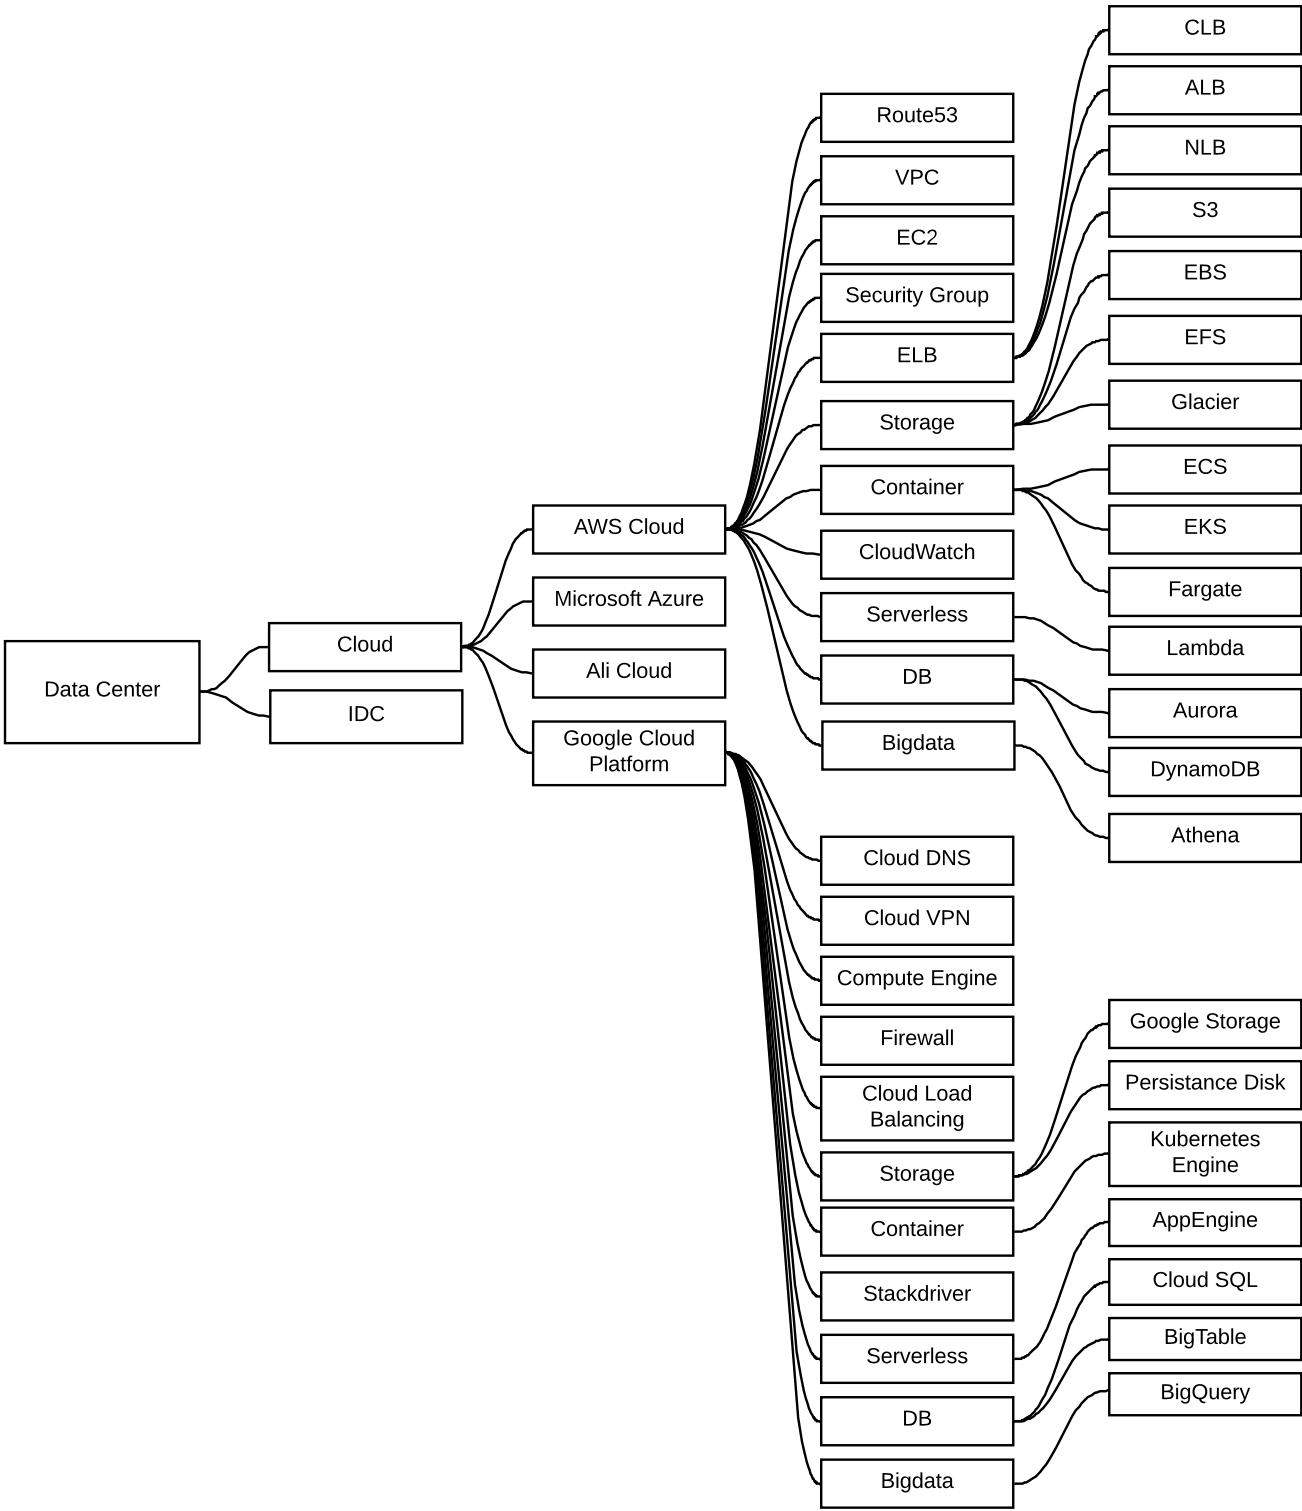 Data Center
Cloud
IDC
AWS Cloud
Microsoft Azure
Ali Cloud
Google Cloud
Platform
Route53
VPC
EC2
Security Group
ELB
Storage
Container
CloudWatch
Serverless
DB
Bigdata
Cloud DNS
Cloud VPN
Compute Engine
Firewall
Cloud Load
Balancing
Storage
Container
Stackdriver
Serverless
DB
Bigdata
CLB
ALB
NLB
S3
EBS
EFS
Glacier
ECS
EKS
Fargate
Lambda
Aurora
DynamoDB
Athena
Google Storage
Persistance Disk
Kubernetes
Engine
AppEngine
Cloud SQL
BigTable
BigQuery